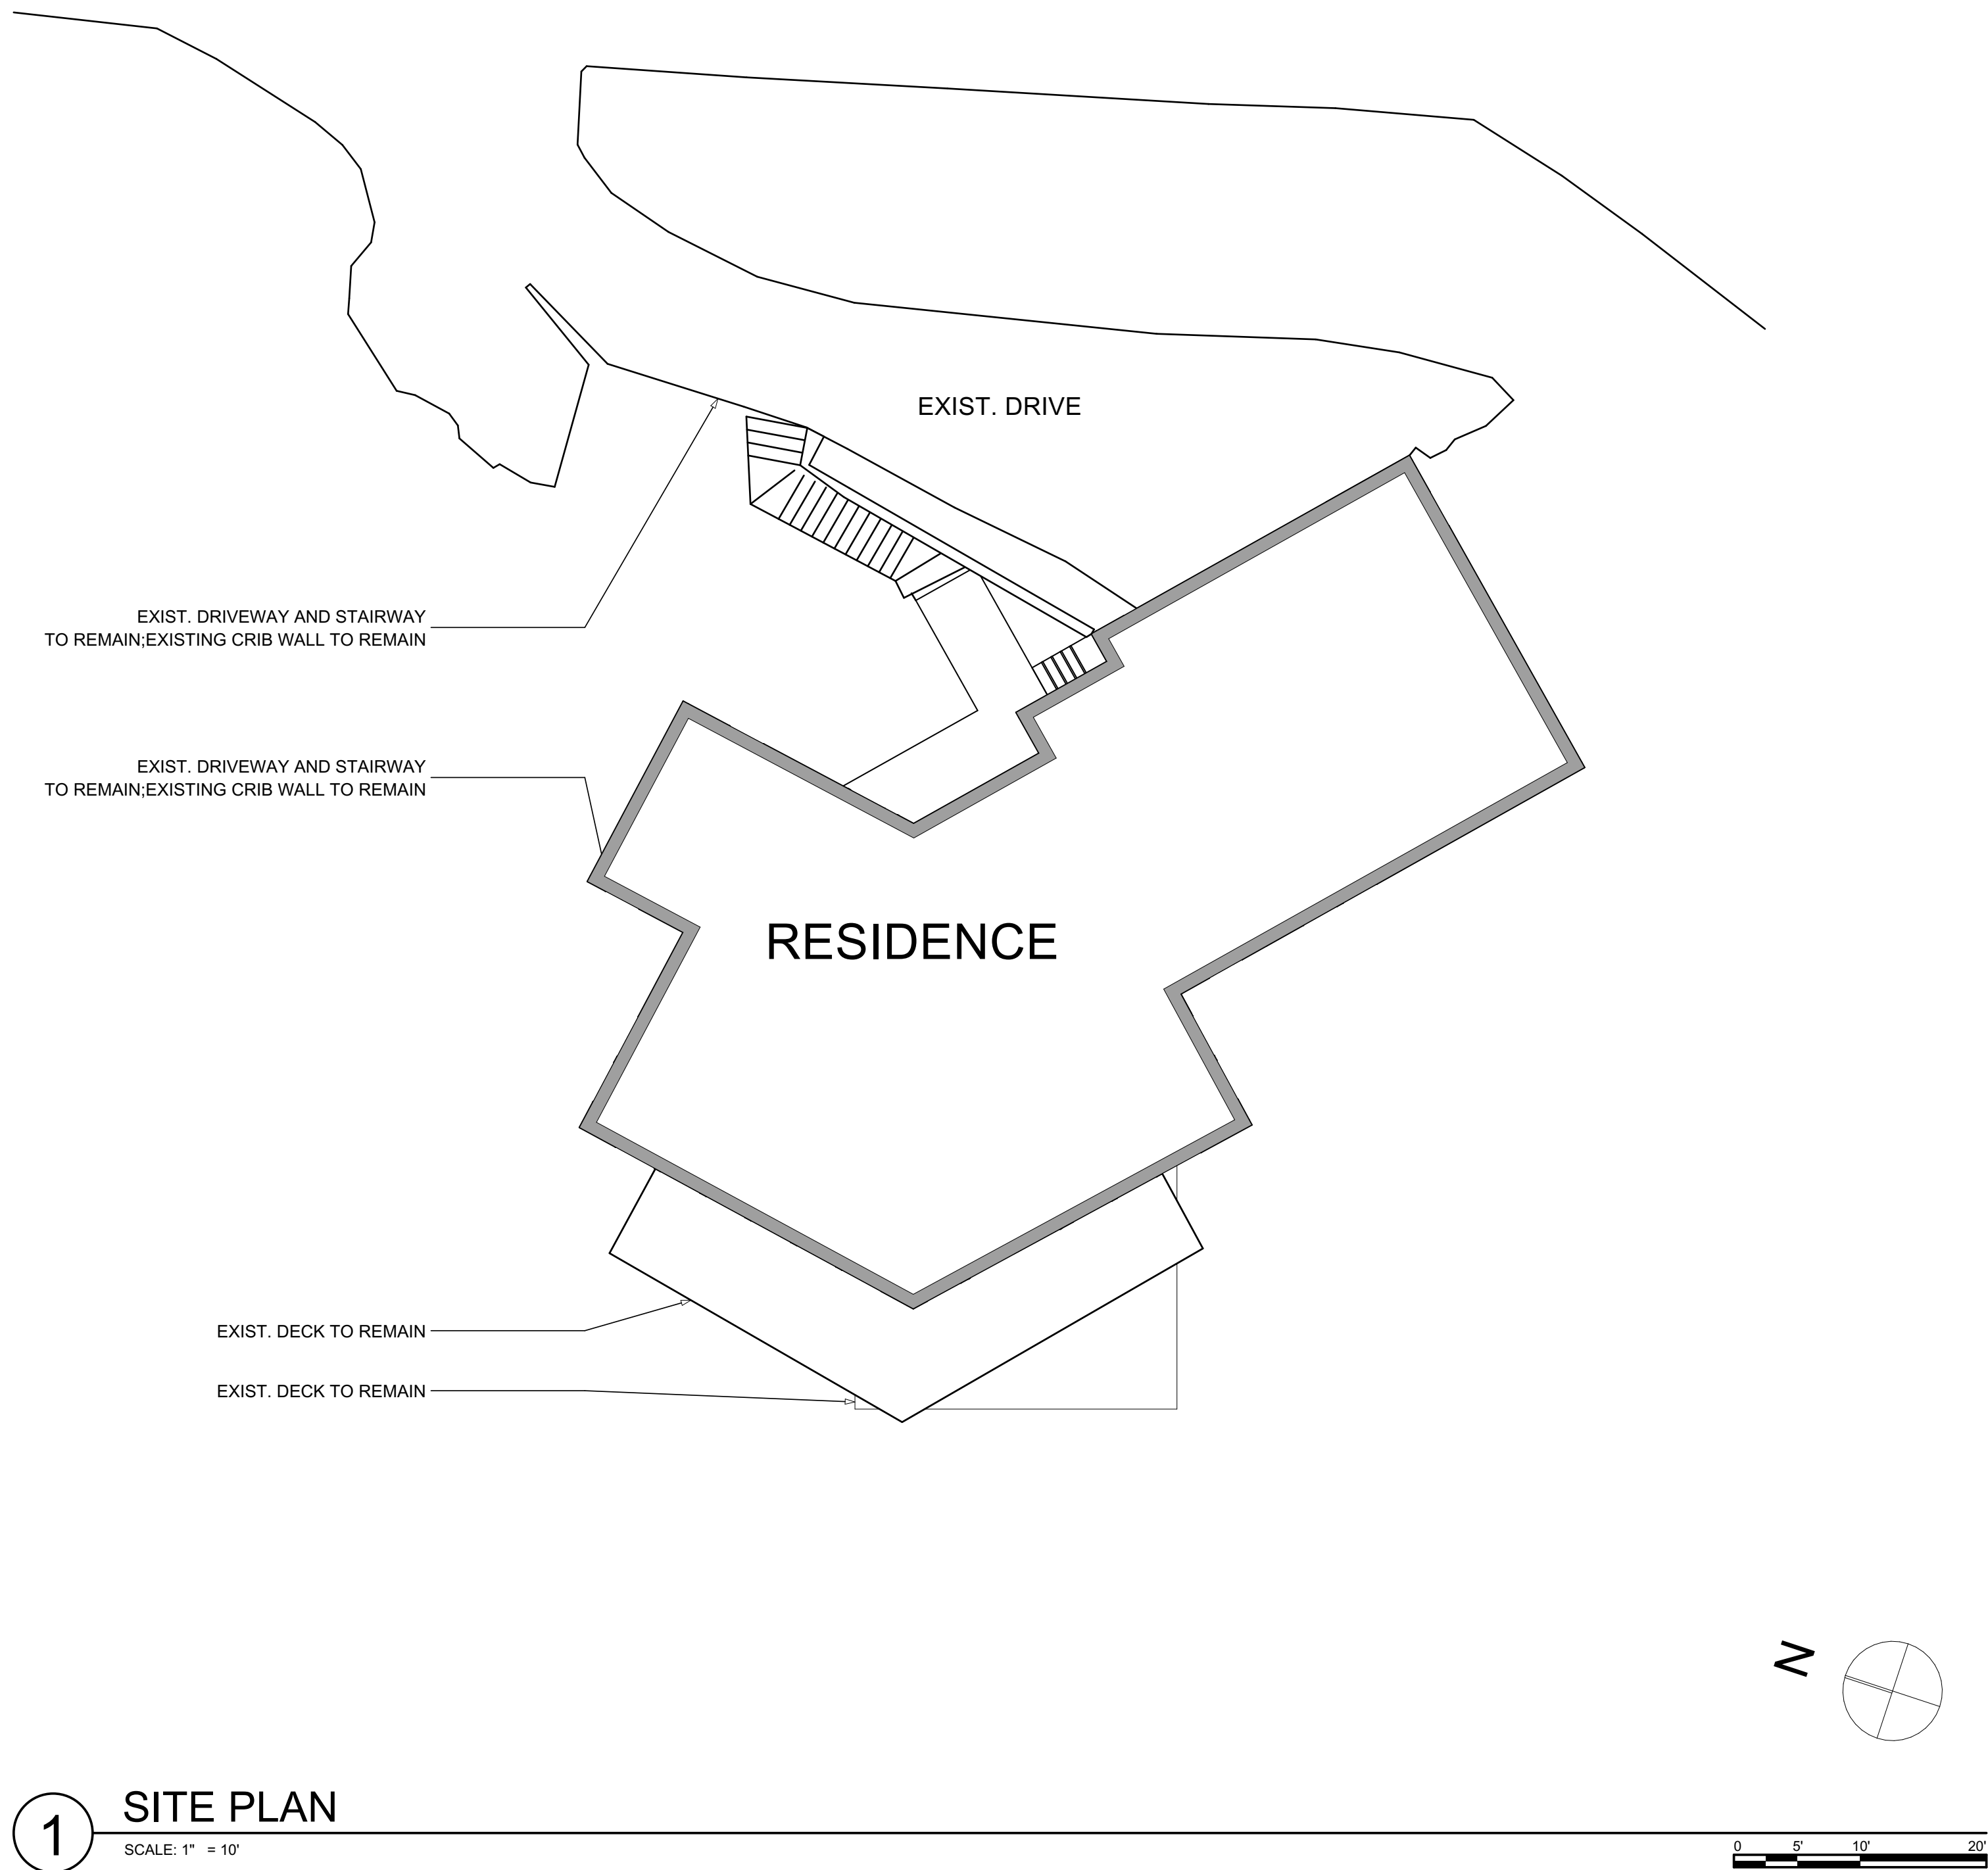 EXIST. DRIVE
EXIST. DRIVEWAY AND STAIRWAY
TO REMAIN;EXISTING CRIB WALL TO REMAIN
EXIST. DRIVEWAY AND STAIRWAY
TO REMAIN;EXISTING CRIB WALL TO REMAIN
RESIDENCE
EXIST. DECK TO REMAIN
EXIST. DECK TO REMAIN
N
1
SITE PLAN
SCALE: 1" = 10'
0 5' 10' 20'